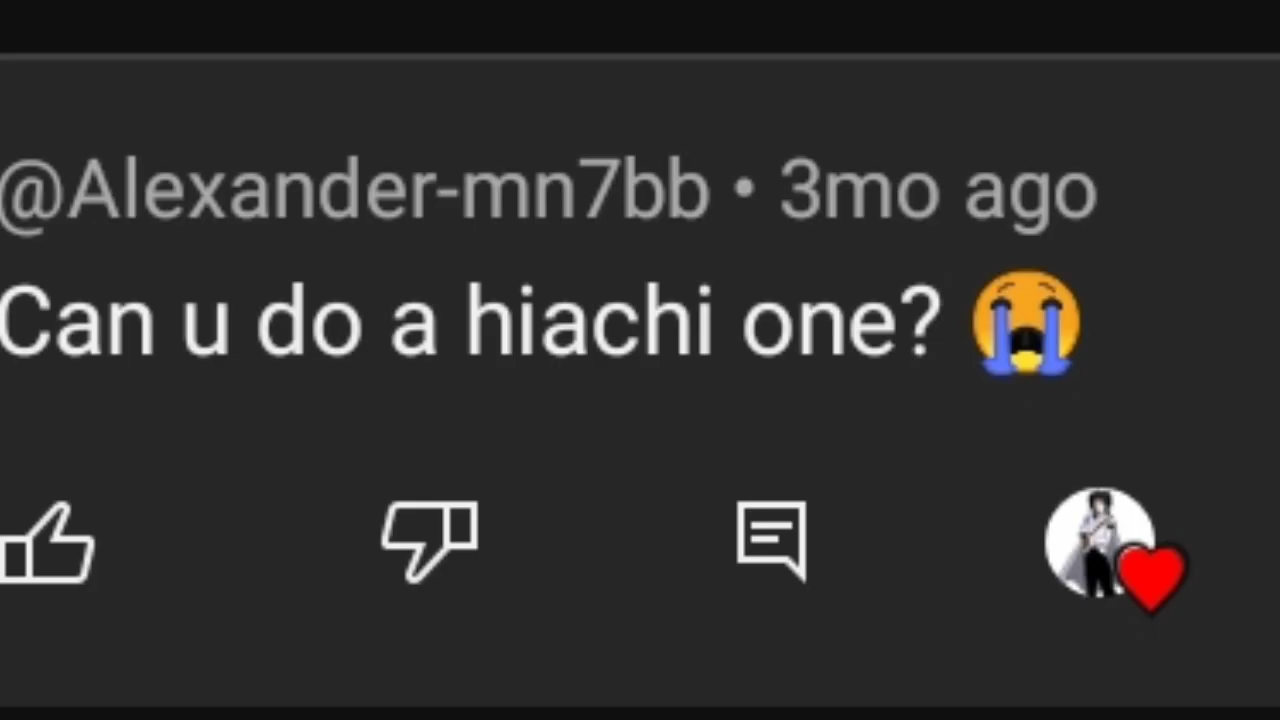 @Alexander-mn7bb • 3mo ago
Can u do a hiachi one? 😭